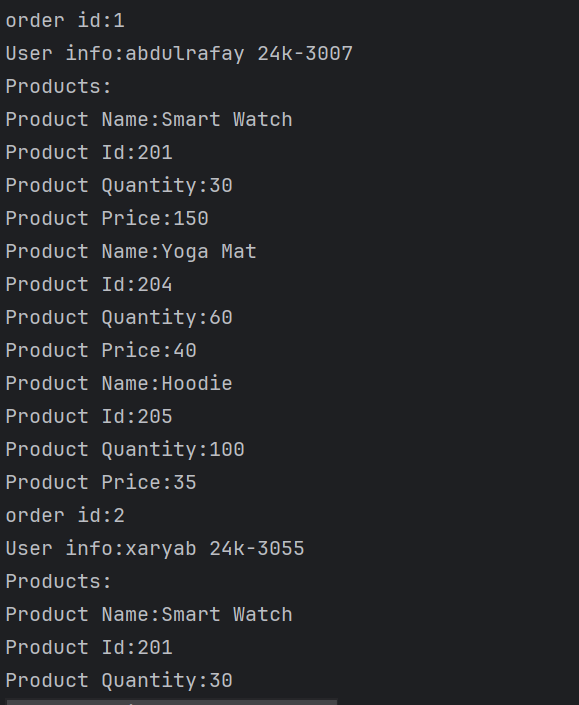 order id:1
User info:abdulrafay 24k-3007
Products:
Product Name:Smart Watch
Product Id:201
Product Quantity:30
Product Price:150
Product Name:Yoga Mat
Product Id:204
Product Quantity:60
Product Price:40
Product Name:Hoodie
Product Id:205
Product Quantity:100
Product Price:35
order id:2
User info:xaryab 24k-3055
Products:
Product Name:Smart Watch
Product Id:201
Product Quantity:30